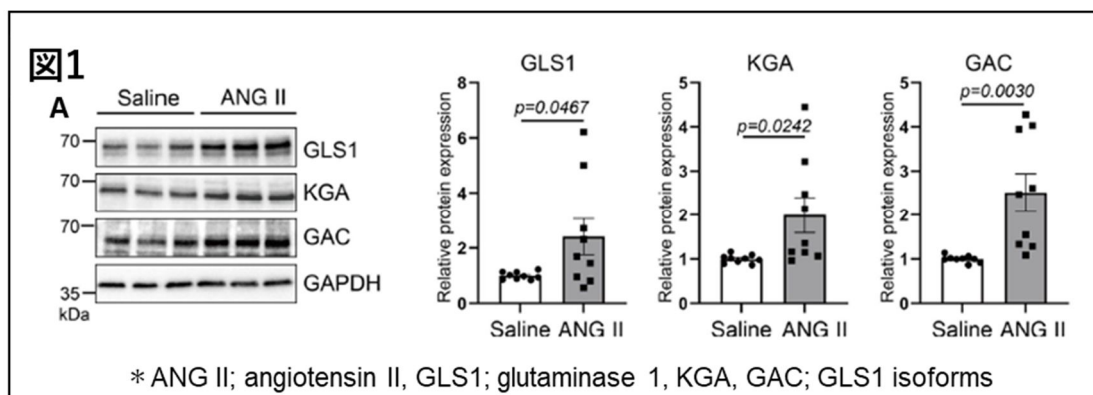 図1
A
Saline ANG II
70
GLS1
70
KGA
70
GAC
GAPDH
35
kDa
GLS1
Relative protein expression
8
6
4
2
0
p=0.0467
Saline ANG II
KGA
Relative protein expression
5
4
3
2
1
0
p=0.0242
Saline ANG II
GAC
Relative protein expression
5
4
3
2
1
0
p=0.0030
Saline ANG II
＊ANG II; angiotensin II, GLS1; glutaminase 1, KGA, GAC; GLS1 isoforms